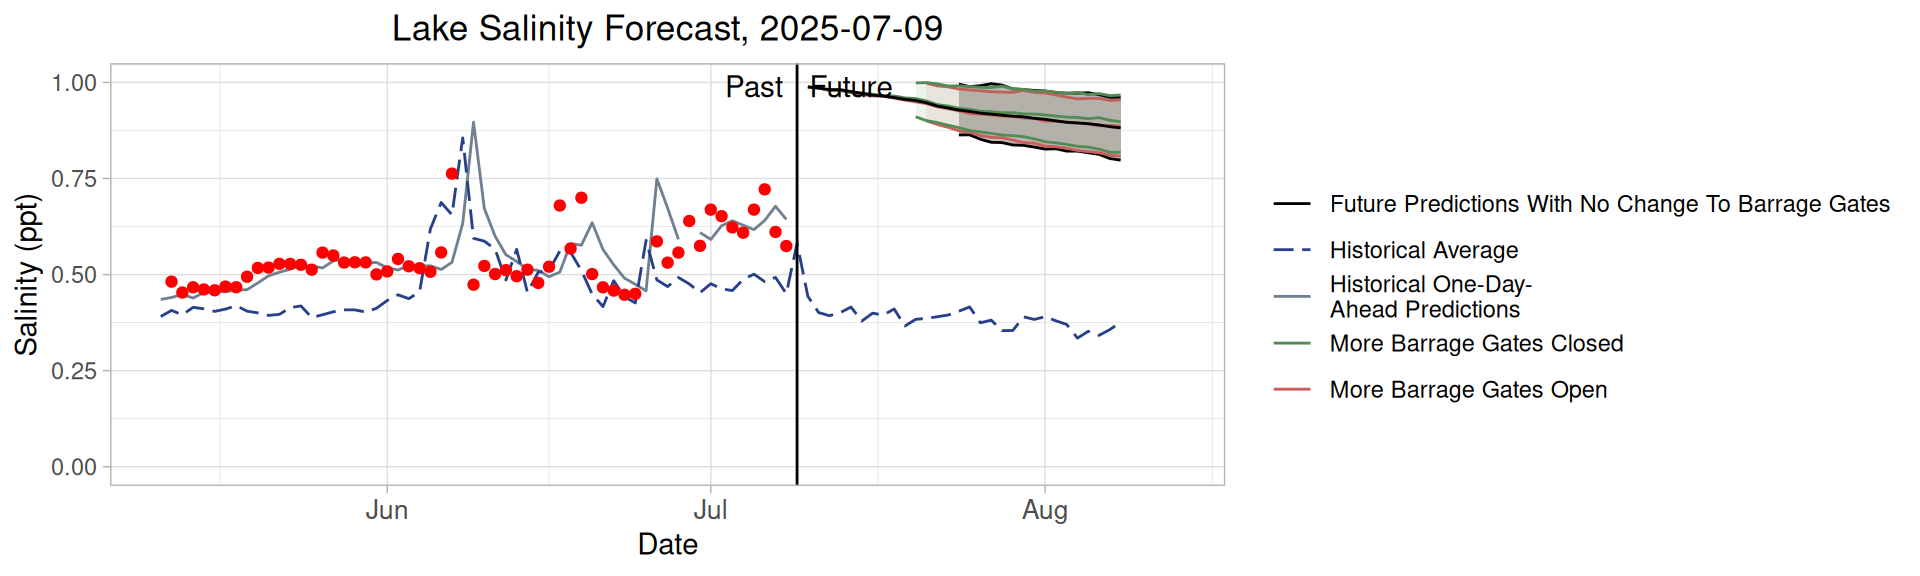 Lake Salinity Forecast, 2025-07-09
Past
Future
1.00
0.75
0.50
0.25
0.00
Salinity (ppt)
Jun
Jul
Aug
Date
Future Predictions With No Change To Barrage Gates
Historical Average
Historical One-Day-
Ahead Predictions
More Barrage Gates Closed
More Barrage Gates Open